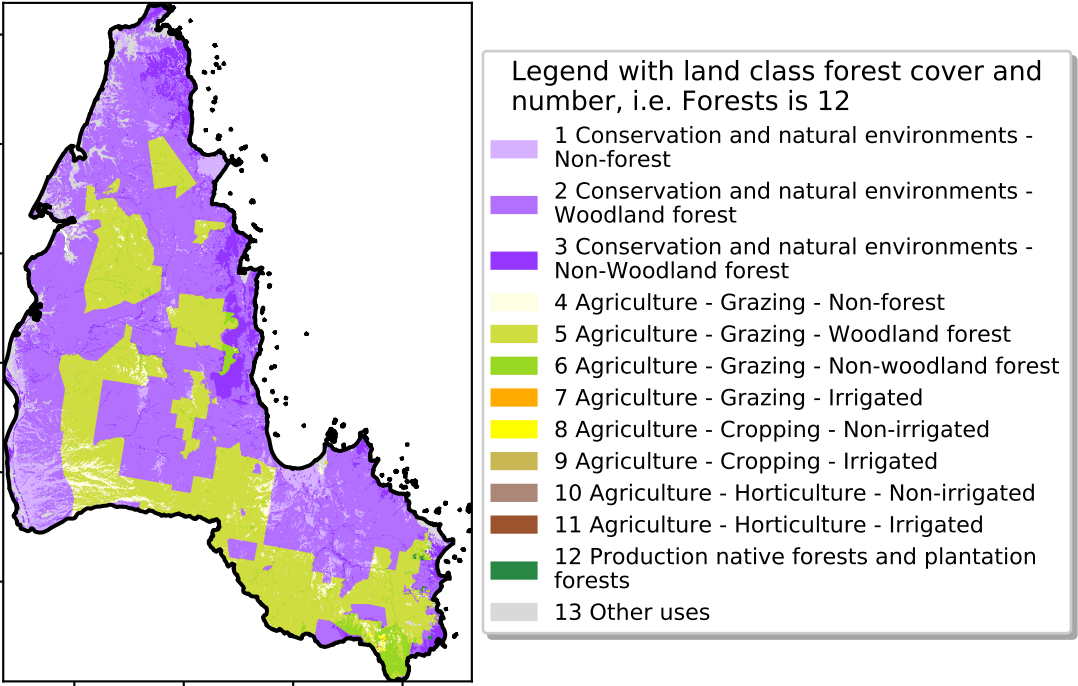 Legend with land class forest cover and
number, i.e. Forests is 12
1 Conservation and natural environments -
Non-forest
2 Conservation and natural environments -
Woodland forest
3 Conservation and natural environments -
Non-Woodland forest
4 Agriculture - Grazing - Non-forest
5 Agriculture - Grazing - Woodland forest
6 Agriculture - Grazing - Non-woodland forest
7 Agriculture - Grazing - Irrigated
8 Agriculture - Cropping - Non-irrigated
9 Agriculture - Cropping - Irrigated
10 Agriculture - Horticulture - Non-irrigated
11 Agriculture - Horticulture - Irrigated
12 Production native forests and plantation
forests
13 Other uses